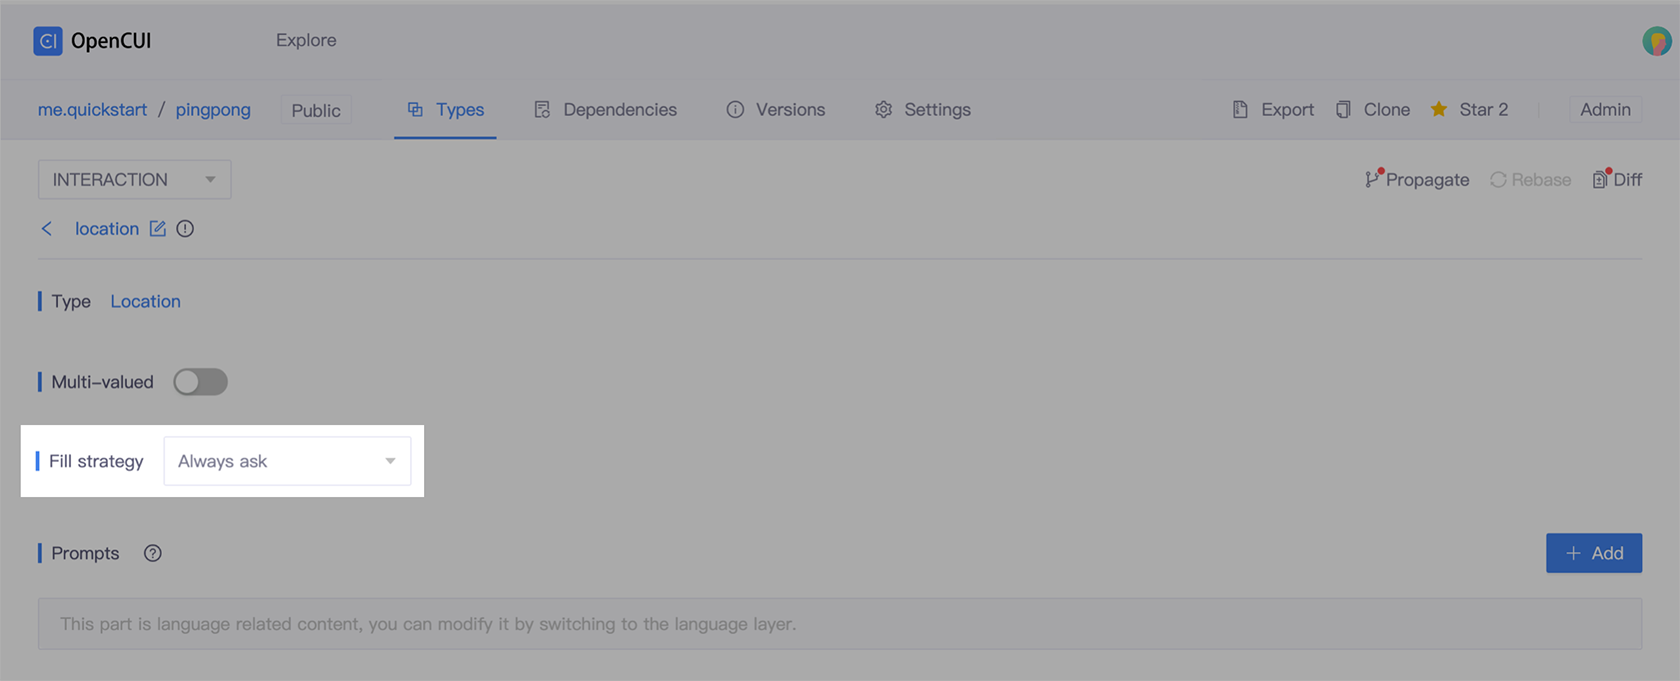 OpenCUI Explore
me.quickstart / pingpong Public Types Dependencies Versions Settings Export Clone Star 2 Admin
INTERACTION Propagate Rebase Diff
location
Type Location
Multi-valued
Fill strategy Always ask
Prompts + Add
This part is language related content, you can modify it by switching to the language layer.